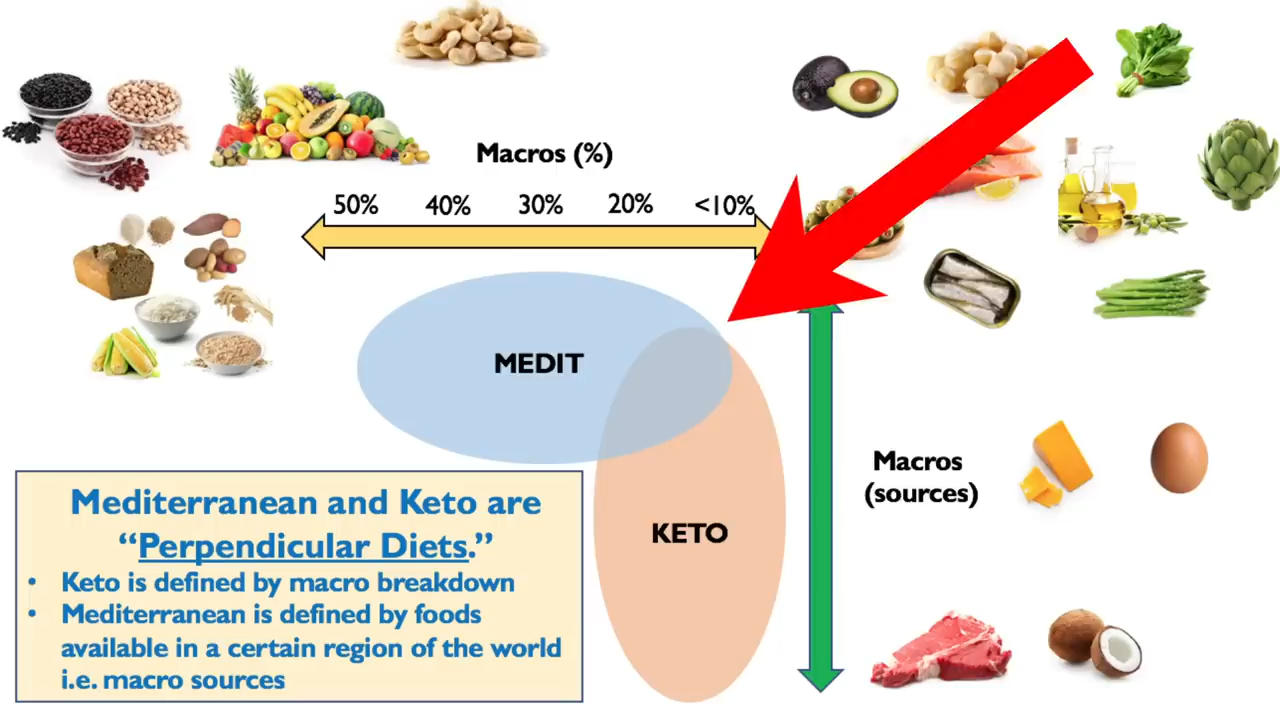 Macros (%)
50% 40% 30% 20% <10%
MEDIT
Macros
(sources)
KETO
Mediterranean and Keto are
“Perpendicular Diets.”
• Keto is defined by macro breakdown
• Mediterranean is defined by foods
available in a certain region of the world
i.e. macro sources